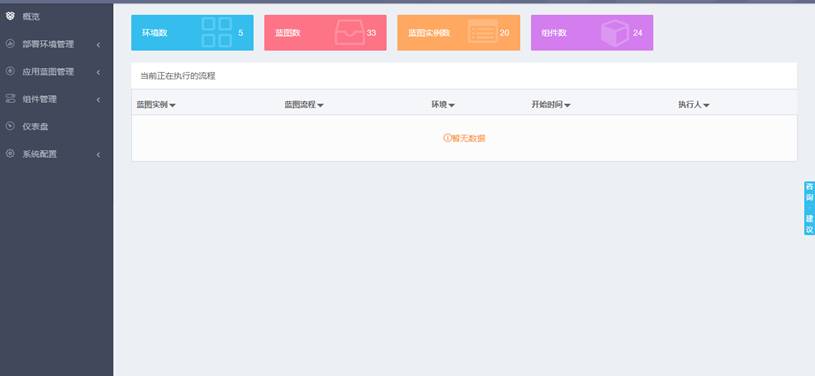 概览
部署环境管理
应用蓝图管理
组件管理
仪表盘
系统配置
环境数 5
蓝图数 33
蓝图实例数 20
组件数 24
当前正在执行的流程
蓝图实例 蓝图流程 环境 开始时间 执行人
暂无数据
咨询·建议